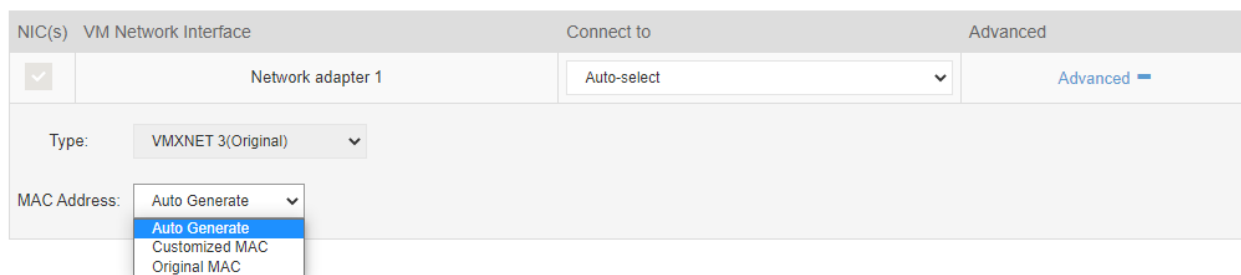 NIC(s) VM Network Interface Connect to Advanced
Network adapter 1 Auto-select Advanced
Type: VMXNET 3(Original)
MAC Address: Auto Generate
Auto Generate
Customized MAC
Original MAC